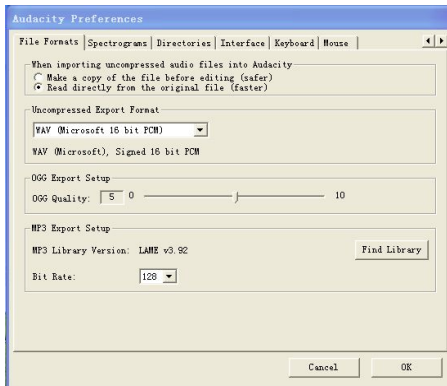 Audacity Preferences
File Formats Spectrograms Directories Interface Keyboard Mouse
When importing uncompressed audio files into Audacity
Make a copy of the file before editing (safer)
Read directly from the original file (faster)
Uncompressed Export Format
WAV (Microsoft 16 bit PCM)
WAV (Microsoft), Signed 16 bit PCM
OGG Export Setup
OGG Quality: 5 0 10
MP3 Export Setup
MP3 Library Version: LAME v3.92 Find Library
Bit Rate: 128
Cancel OK